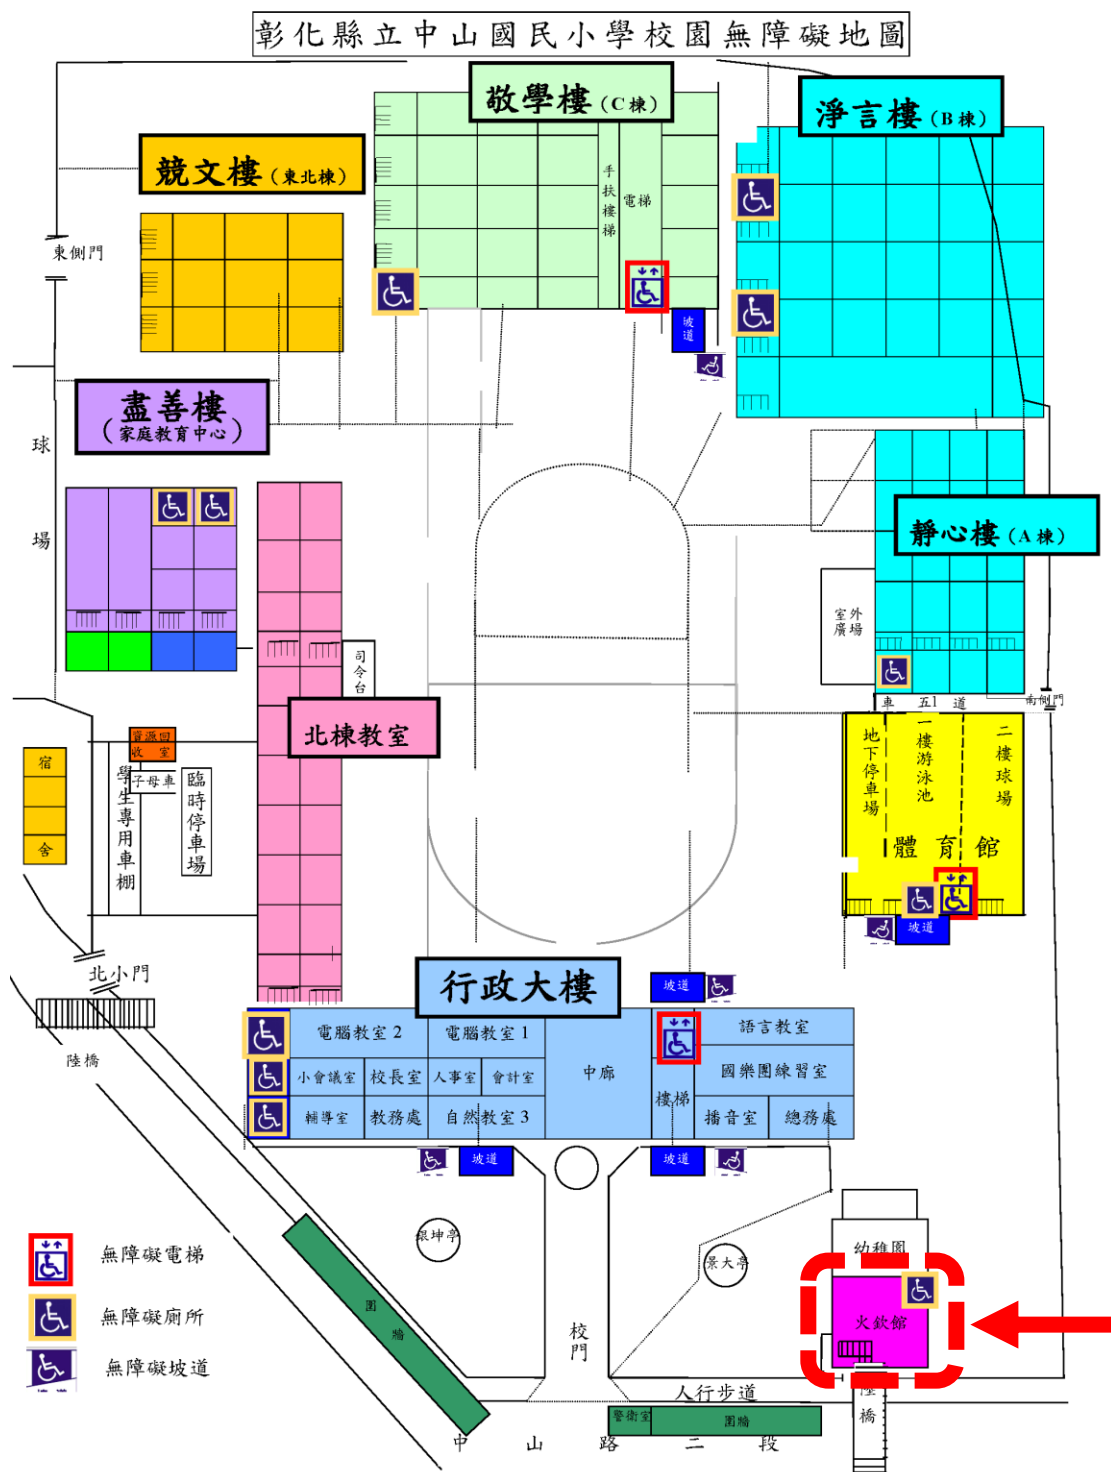 彰化縣立中山國民小學校園無障礙地圖
敬學樓（C 棟）
淨言樓（B 棟）
競文樓（東北棟）
手扶樓梯
電梯
東側門
坡道
盡善樓
（家庭教育中心）
球場
靜心樓（A 棟）
室外
廣場
司令台
北棟教室
車 五1 道
南側門
資源回
收 室
子母車
宿舍
學生專用車棚
臨時停車場
地下停車場
一樓游泳池
二樓球場
體育館
坡道
北小門
陸橋
行政大樓
坡道
電腦教室 2
電腦教室 1
中廊
語言教室
小會議室
校長室
人事室
會計室
樓梯
國樂團練習室
輔導室
教務處
自然教室 3
播音室
總務處
坡道
坡道
銀坤亭
景大亭
幼稚園
火欽館
無障礙電梯
無障礙廁所
無障礙坡道
圍牆
校門
人行步道
陸橋
警衛室
圍牆
中山路二段